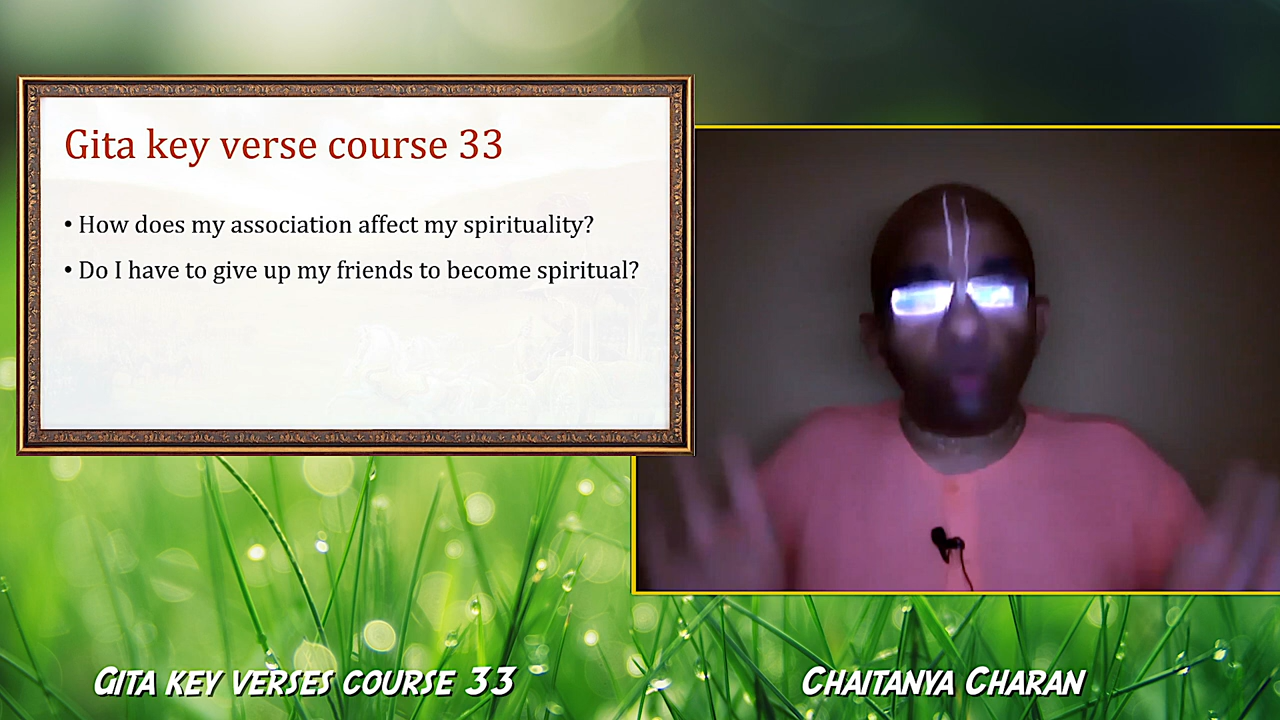 Gita key verse course 33
• How does my association affect my spirituality?
• Do I have to give up my friends to become spiritual?
Gita key verses course 33
Chaitanya Charan